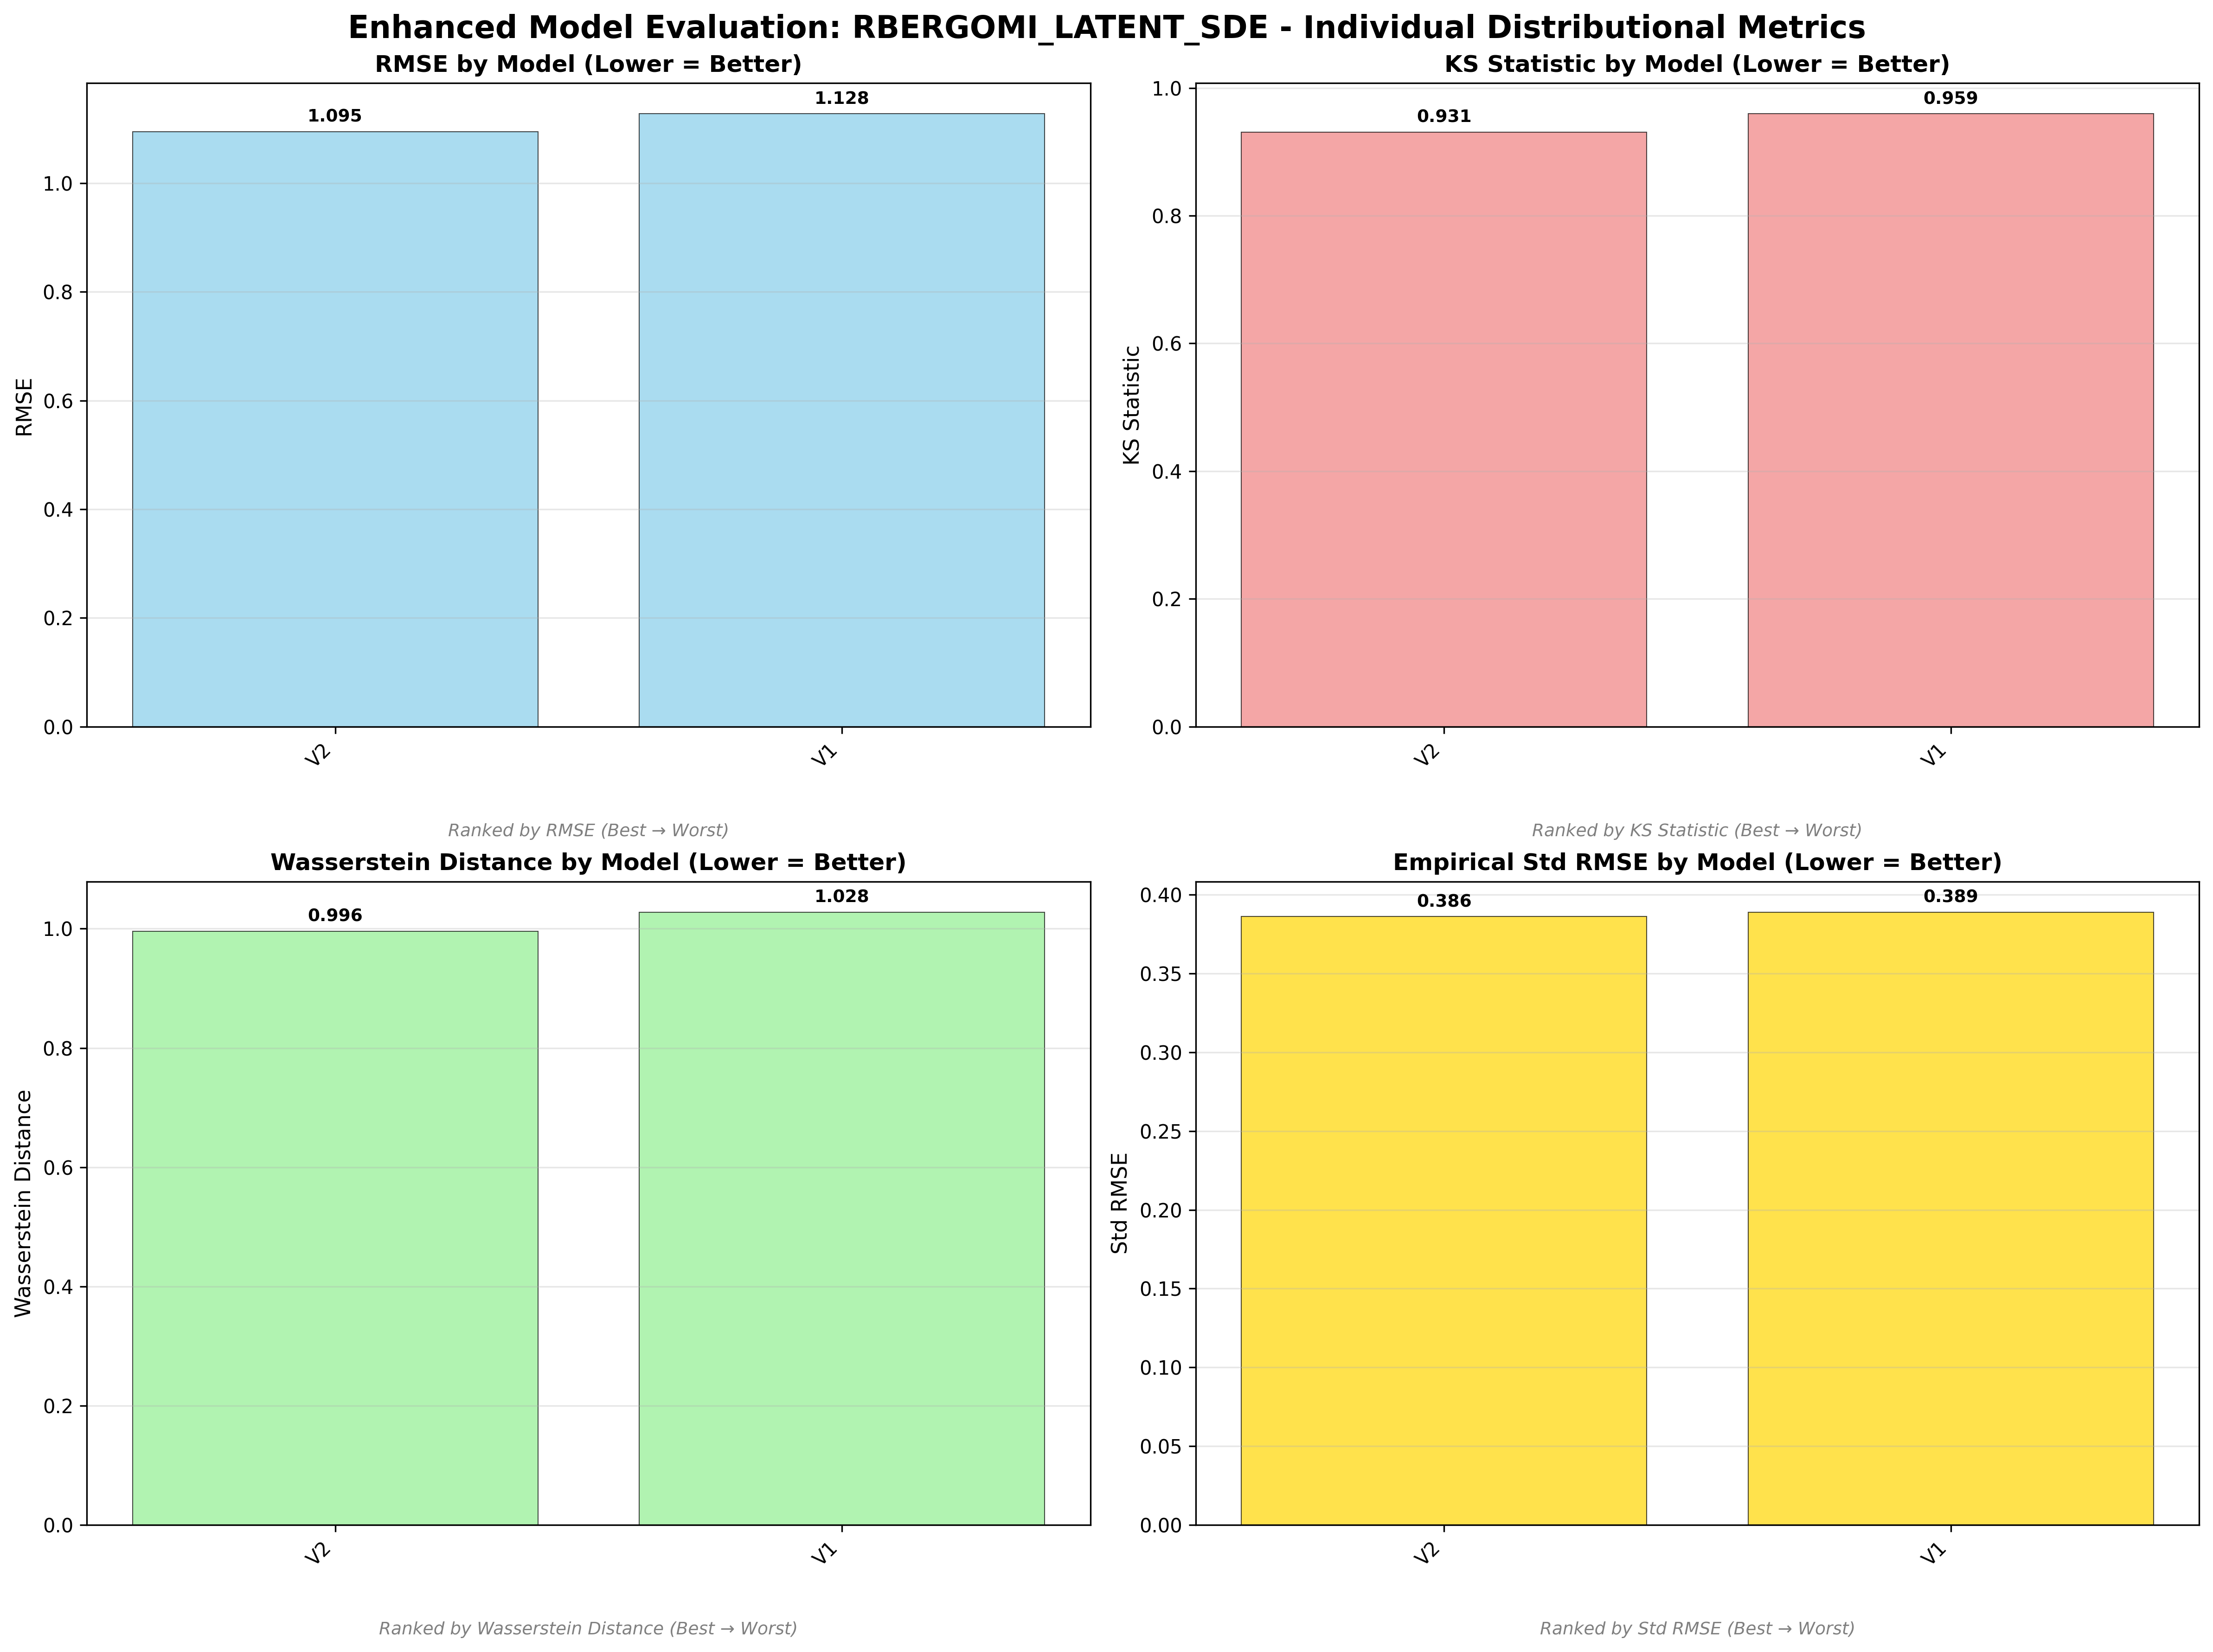 Enhanced Model Evaluation: RBERGOMI_LATENT_SDE - Individual Distributional Metrics
RMSE by Model (Lower = Better)
1.095
1.128
RMSE
1.0
0.8
0.6
0.4
0.2
0.0
V2
V1
Ranked by RMSE (Best → Worst)
KS Statistic by Model (Lower = Better)
0.931
0.959
KS Statistic
1.0
0.8
0.6
0.4
0.2
0.0
V2
V1
Ranked by KS Statistic (Best → Worst)
Wasserstein Distance by Model (Lower = Better)
0.996
1.028
Wasserstein Distance
1.0
0.8
0.6
0.4
0.2
0.0
V2
V1
Ranked by Wasserstein Distance (Best → Worst)
Empirical Std RMSE by Model (Lower = Better)
0.386
0.389
Std RMSE
0.40
0.35
0.30
0.25
0.20
0.15
0.10
0.05
0.00
V2
V1
Ranked by Std RMSE (Best → Worst)